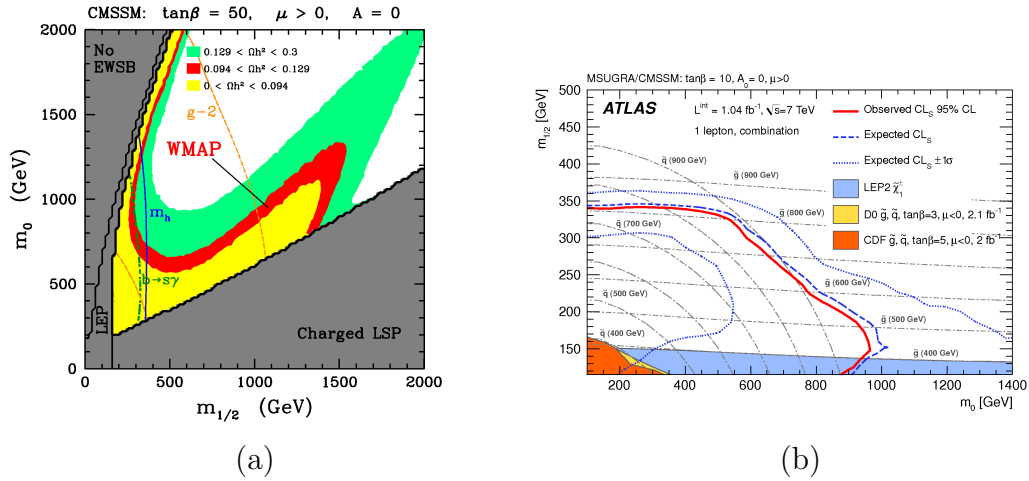 CMSSM: tanβ = 50, μ > 0, A = 0
2000
1500
1000
500
0
m0 (GeV)
No
EWSB
0.129 < Ωh² < 0.3
0.094 < Ωh² < 0.129
0 < Ωh² < 0.094
g−2
WMAP
mh
b→sγ
LEP
Charged LSP
0 500 1000 1500 2000
m1/2 (GeV)
(a)
MSUGRA/CMSSM: tanβ = 10, A0= 0, μ>0
m1/2 [GeV]
500
450
400
350
300
250
200
150
ATLAS
Lint = 1.04 fb-1, √s=7 TeV
1 lepton, combination
Observed CLS 95% CL
Expected CLS
Expected CLS ±1σ
LEP2 χ̃1±
D0 g̃, q̃, tanβ=3, μ<0, 2.1 fb-1
CDF g̃, q̃, tanβ=5, μ<0, 2 fb-1
q̃ (900 GeV)
g̃ (900 GeV)
g̃ (800 GeV)
q̃ (700 GeV)
g̃ (600 GeV)
q̃ (500 GeV)
g̃ (500 GeV)
q̃ (400 GeV)
g̃ (400 GeV)
200 400 600 800 1000 1200 1400
m0 [GeV]
(b)